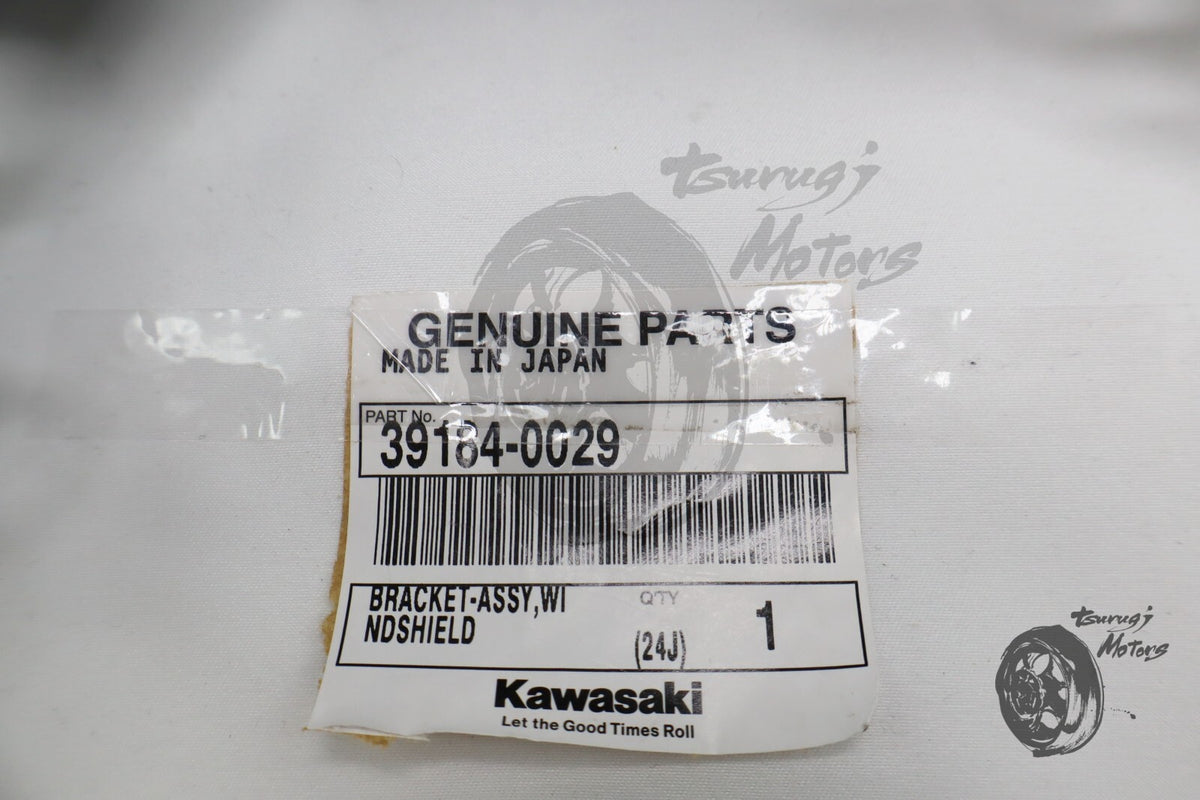 Tsurugi
Motors
GENUINE PARTS
MADE IN JAPAN
PART No.
39184-0029
BRACKET-ASSY,WI
NDSHIELD
Q'TY
(24J)
1
Kawasaki
Let the Good Times Roll
Tsurugi
Motors